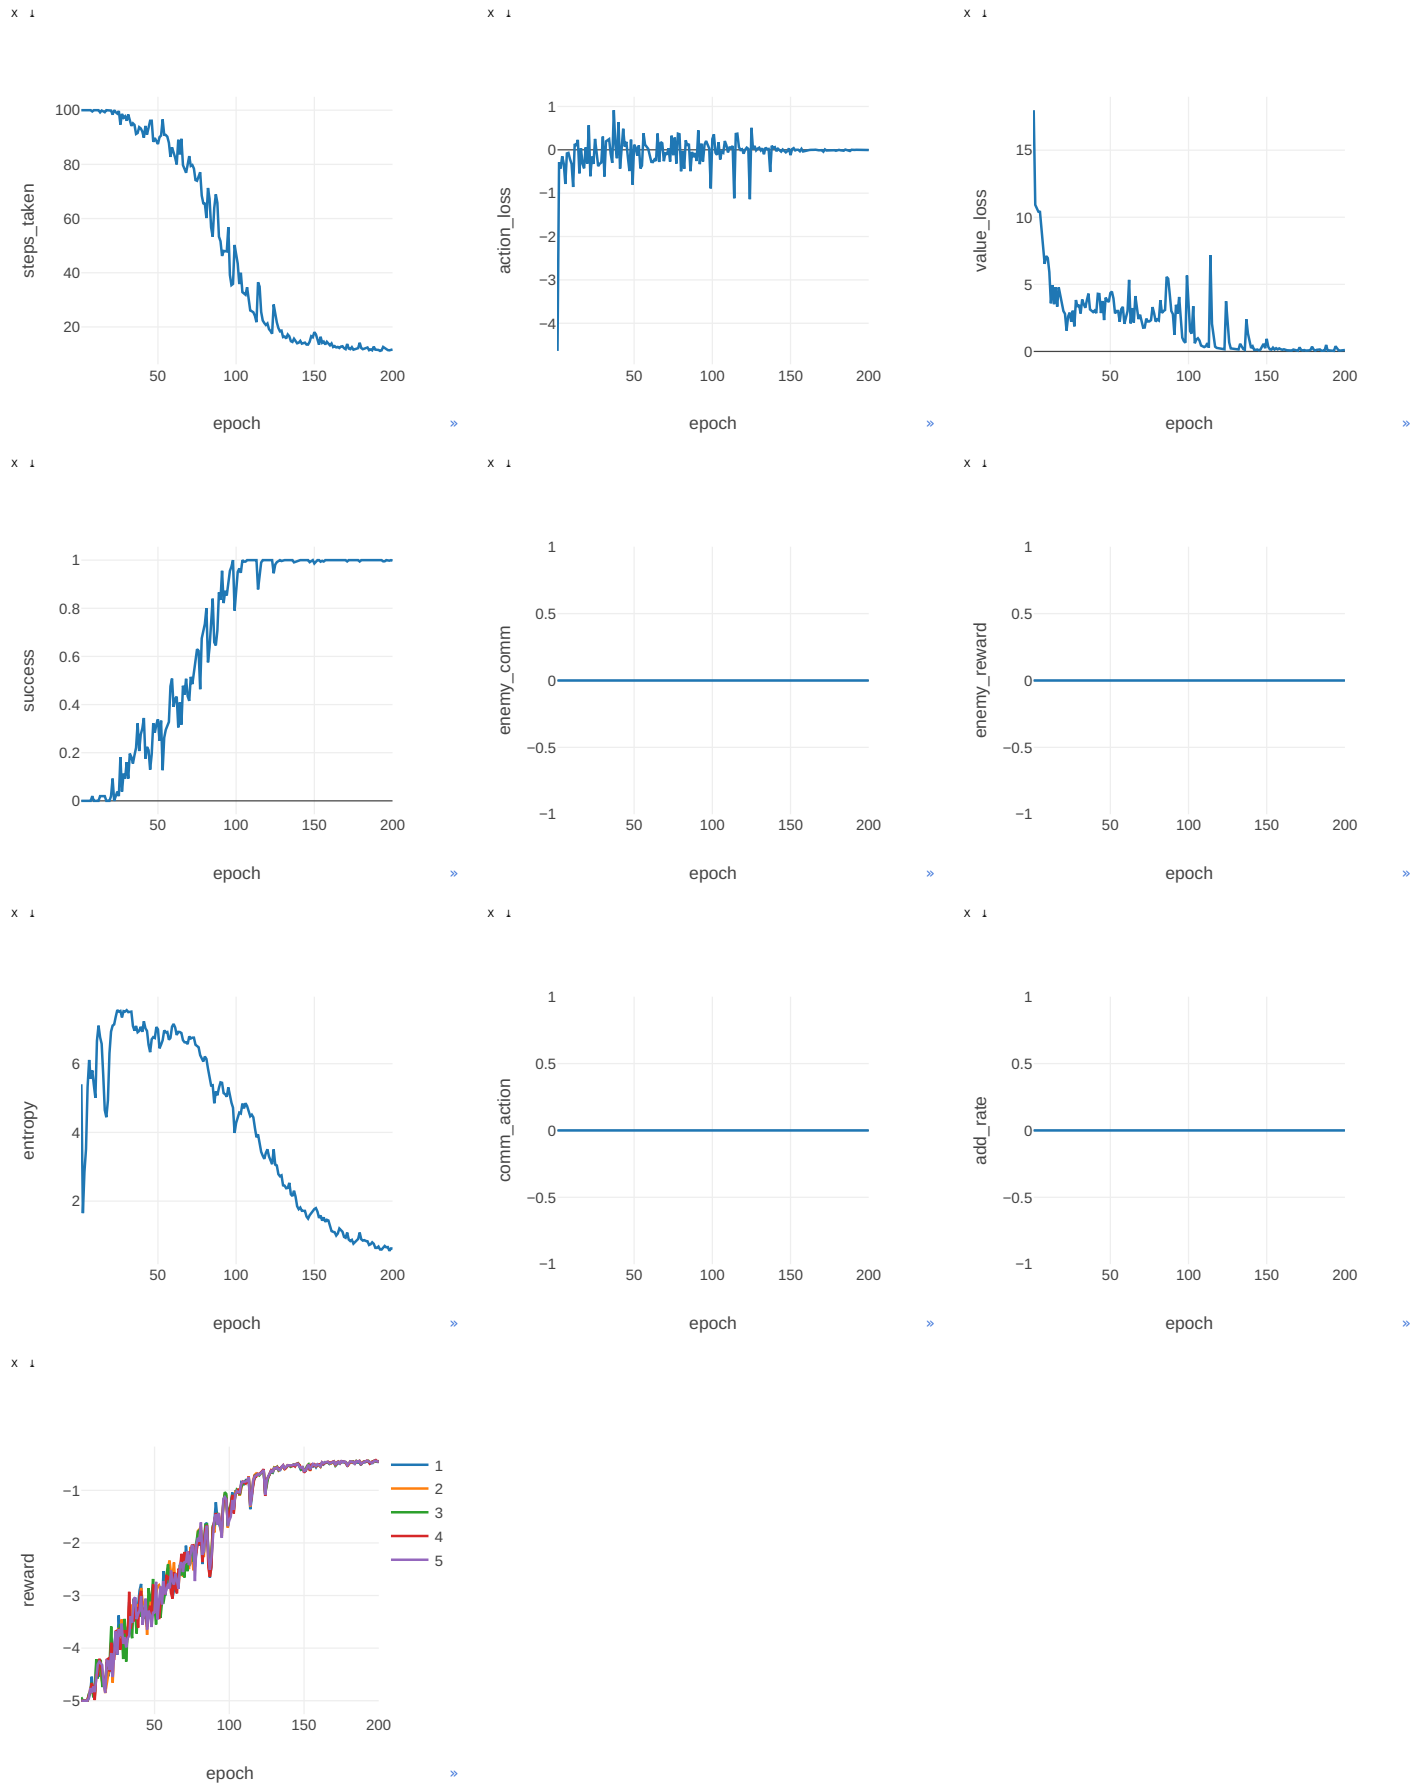 X ⤓
X ⤓
X ⤓
steps_taken
100
80
60
40
20
50 100 150 200
epoch
»
action_loss
1
0
−1
−2
−3
−4
50 100 150 200
epoch
»
value_loss
15
10
5
0
50 100 150 200
epoch
»
X ⤓
X ⤓
X ⤓
success
1
0.8
0.6
0.4
0.2
0
50 100 150 200
epoch
»
enemy_comm
1
0.5
0
−0.5
−1
50 100 150 200
epoch
»
enemy_reward
1
0.5
0
−0.5
−1
50 100 150 200
epoch
»
X ⤓
X ⤓
X ⤓
entropy
6
4
2
50 100 150 200
epoch
»
comm_action
1
0.5
0
−0.5
−1
50 100 150 200
epoch
»
add_rate
1
0.5
0
−0.5
−1
50 100 150 200
epoch
»
X ⤓
reward
−1
−2
−3
−4
−5
50 100 150 200
epoch
1
2
3
4
5
»